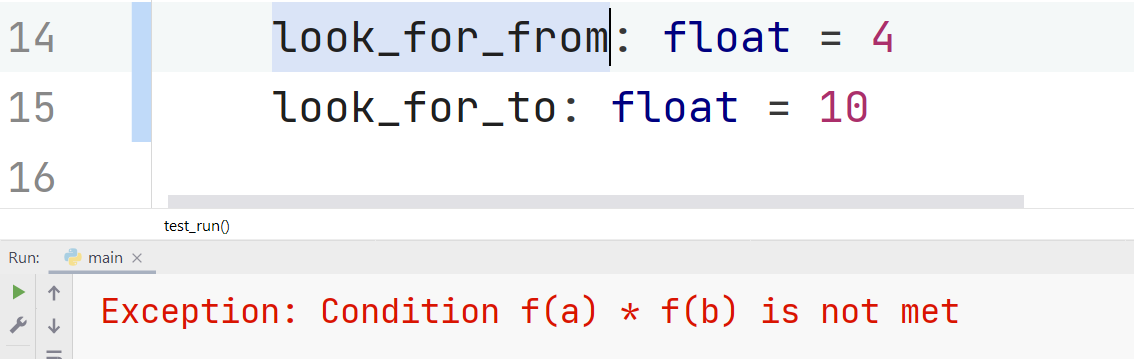 14 look_for_from: float = 4
15 look_for_to: float = 10
16
test_run()
Run: main ×
Exception: Condition f(a) * f(b) is not met